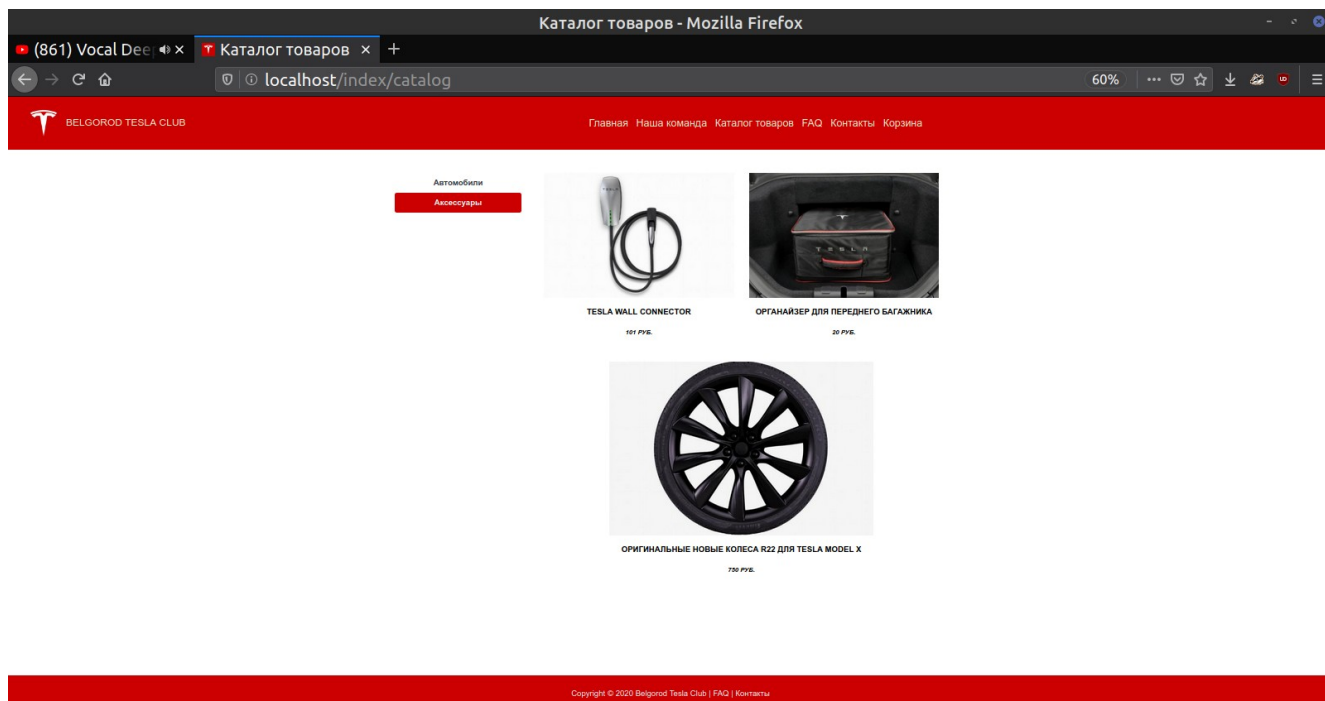 Каталог товаров - Mozilla Firefox
(861) Vocal Dee
Каталог товаров
localhost/index/catalog
60%
BELGOROD TESLA CLUB
Главная Наша команда Каталог товаров FAQ Контакты Корзина
Автомобили
Аксессуары
TESLA
TESLA WALL CONNECTOR
101 РУБ.
ОРГАНАЙЗЕР ДЛЯ ПЕРЕДНЕГО БАГАЖНИКА
20 РУБ.
ОРИГИНАЛЬНЫЕ НОВЫЕ КОЛЕСА R22 ДЛЯ TESLA MODEL X
750 РУБ.
Copyright © 2020 Belgorod Tesla Club | FAQ | Контакты